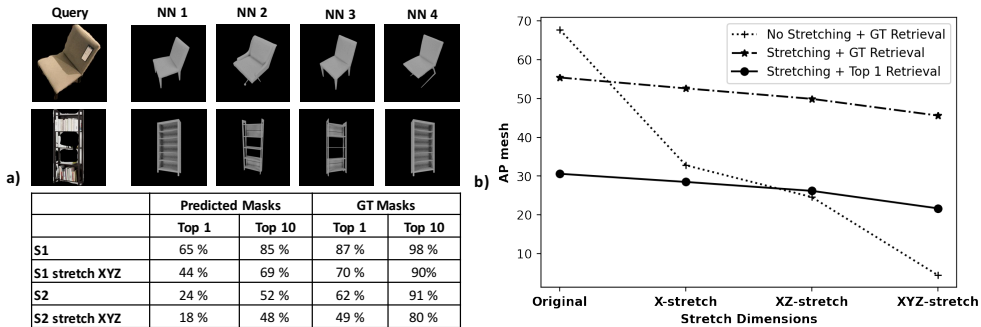 Query NN 1 NN 2 NN 3 NN 4
a)
Predicted Masks GT Masks
Top 1 Top 10 Top 1 Top 10
S1 65 % 85 % 87 % 98 %
S1 stretch XYZ 44 % 69 % 70 % 90%
S2 24 % 52 % 62 % 91 %
S2 stretch XYZ 18 % 48 % 49 % 80 %
b)
AP mesh
70
60
50
40
30
20
10
No Stretching + GT Retrieval
Stretching + GT Retrieval
Stretching + Top 1 Retrieval
Original X-stretch XZ-stretch XYZ-stretch
Stretch Dimensions